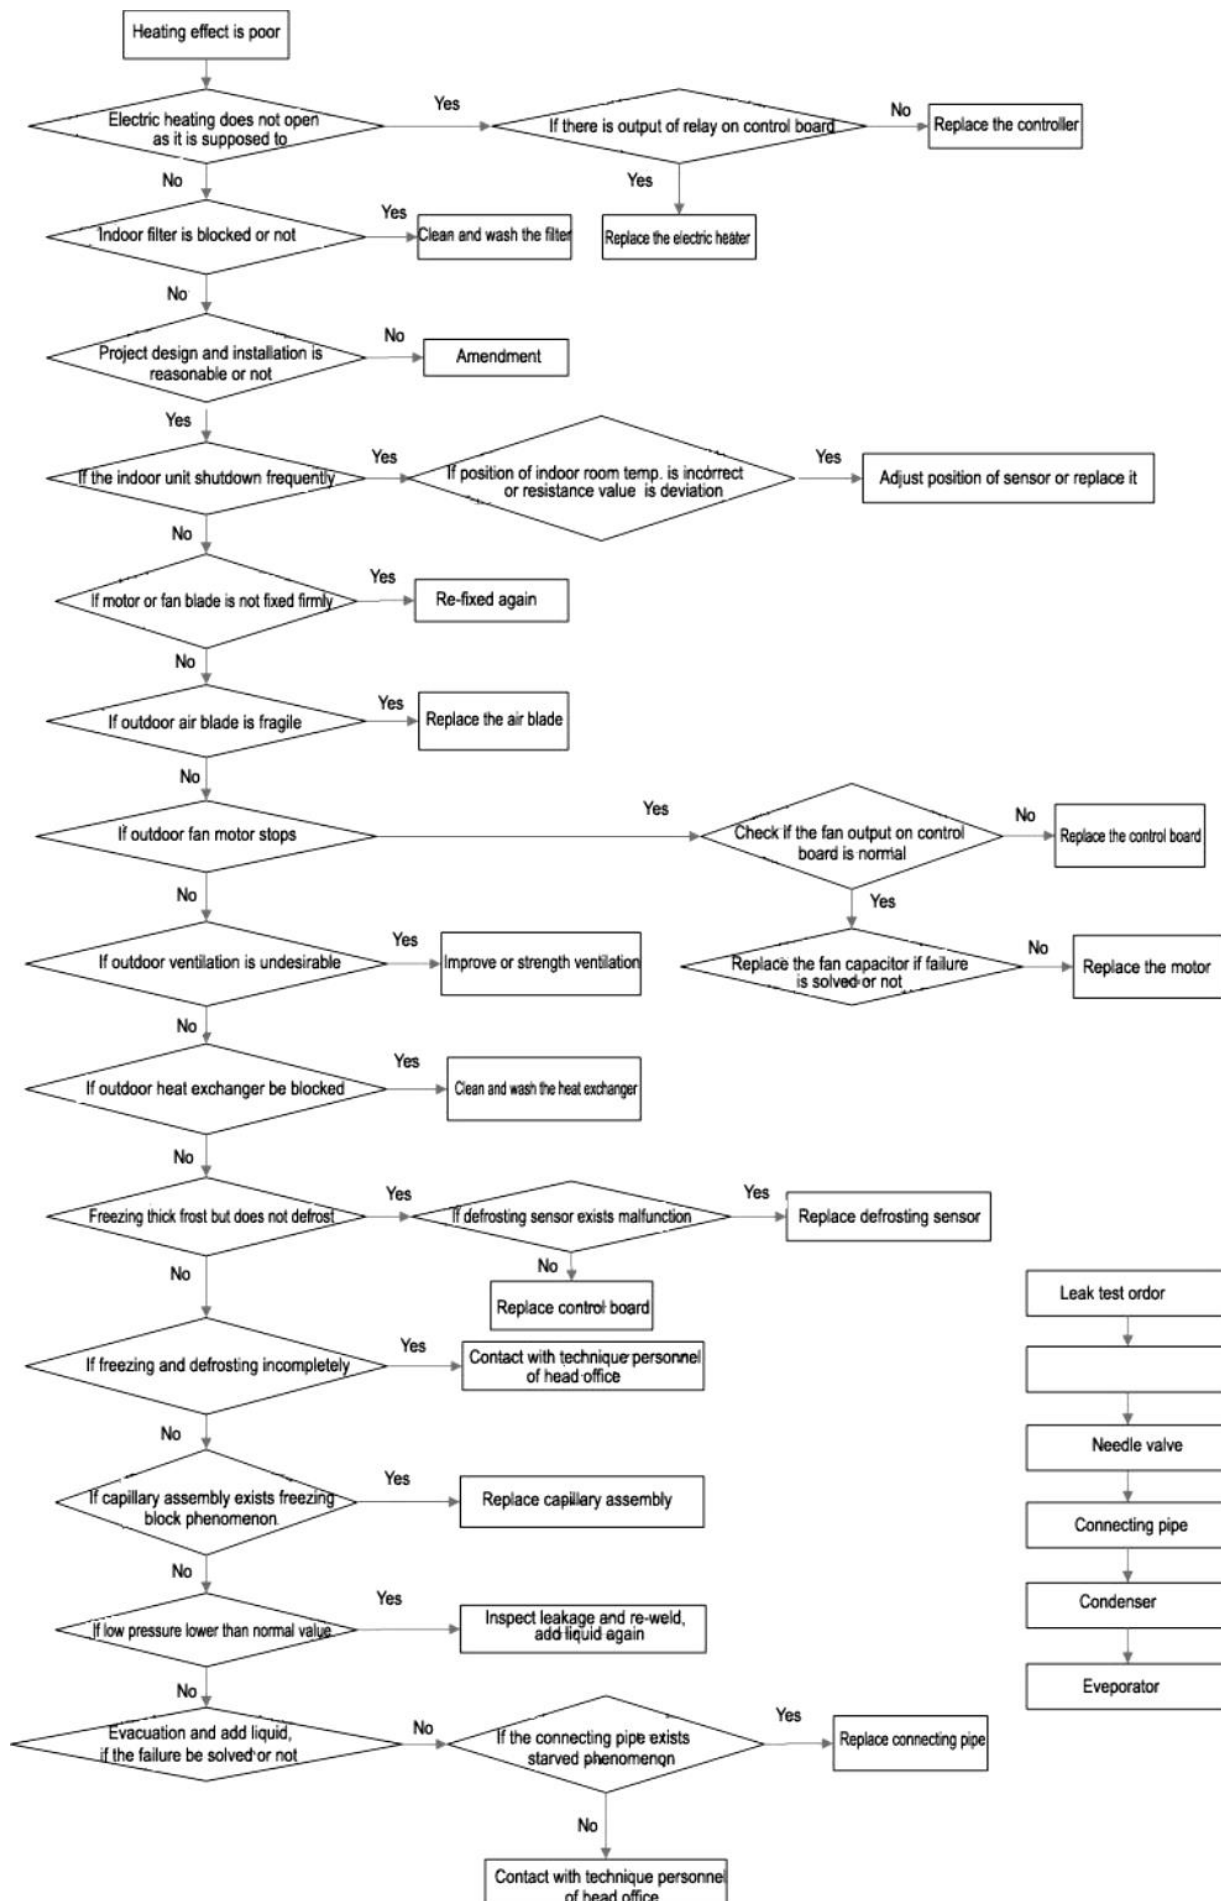 Heating effect is poor
Electric heating does not open
as it is supposed to
Yes
If there is output of relay on control board
No
Replace the controller
No
Yes
Indoor filter is blocked or not
Yes
Clean and wash the filter
Replace the electric heater
No
Project design and installation is
reasonable or not
No
Amendment
Yes
If the indoor unit shutdown frequently
Yes
If position of indoor room temp. is incorrect
or resistance value is deviation
Yes
Adjust position of sensor or replace it
No
If motor or fan blade is not fixed firmly
Yes
Re-fixed again
No
If outdoor air blade is fragile
Yes
Replace the air blade
No
If outdoor fan motor stops
Yes
Check if the fan output on control
board is normal
No
Replace the control board
No
Yes
If outdoor ventilation is undesirable
Yes
Improve or strength ventilation
Replace the fan capacitor if failure
is solved or not
No
Replace the motor
No
If outdoor heat exchanger be blocked
Yes
Clean and wash the heat exchanger
No
Freezing thick frost but does not defrost
Yes
If defrosting sensor exists malfunction
Yes
Replace defrosting sensor
No
No
Replace control board
Leak test ordor
If freezing and defrosting incompletely
Yes
Contact with technique personnel
of head office
No
Needle valve
If capillary assembly exists freezing
block phenomenon
Yes
Replace capillary assembly
Connecting pipe
No
Condenser
If low pressure lower than normal value
Yes
Inspect leakage and re-weld,
add liquid again
No
Eveporator
Evacuation and add liquid,
if the failure be solved or not
No
If the connecting pipe exists
starved phenomenon
Yes
Replace connecting pipe
No
Contact with technique personnel
of head office